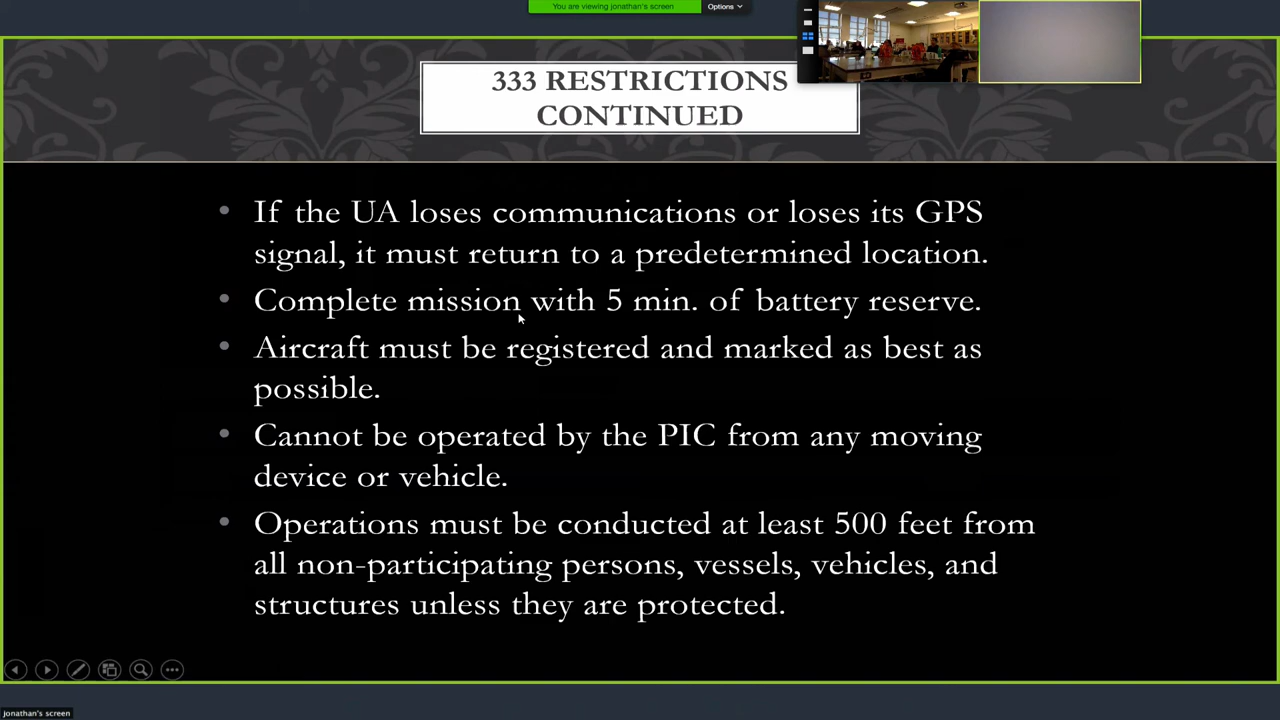 You are viewing jonathan's screen
Options
333 RESTRICTIONS
CONTINUED
• If the UA loses communications or loses its GPS
signal, it must return to a predetermined location.
• Complete mission with 5 min. of battery reserve.
• Aircraft must be registered and marked as best as
possible.
• Cannot be operated by the PIC from any moving
device or vehicle.
• Operations must be conducted at least 500 feet from
all non-participating persons, vessels, vehicles, and
structures unless they are protected.
jonathan's screen